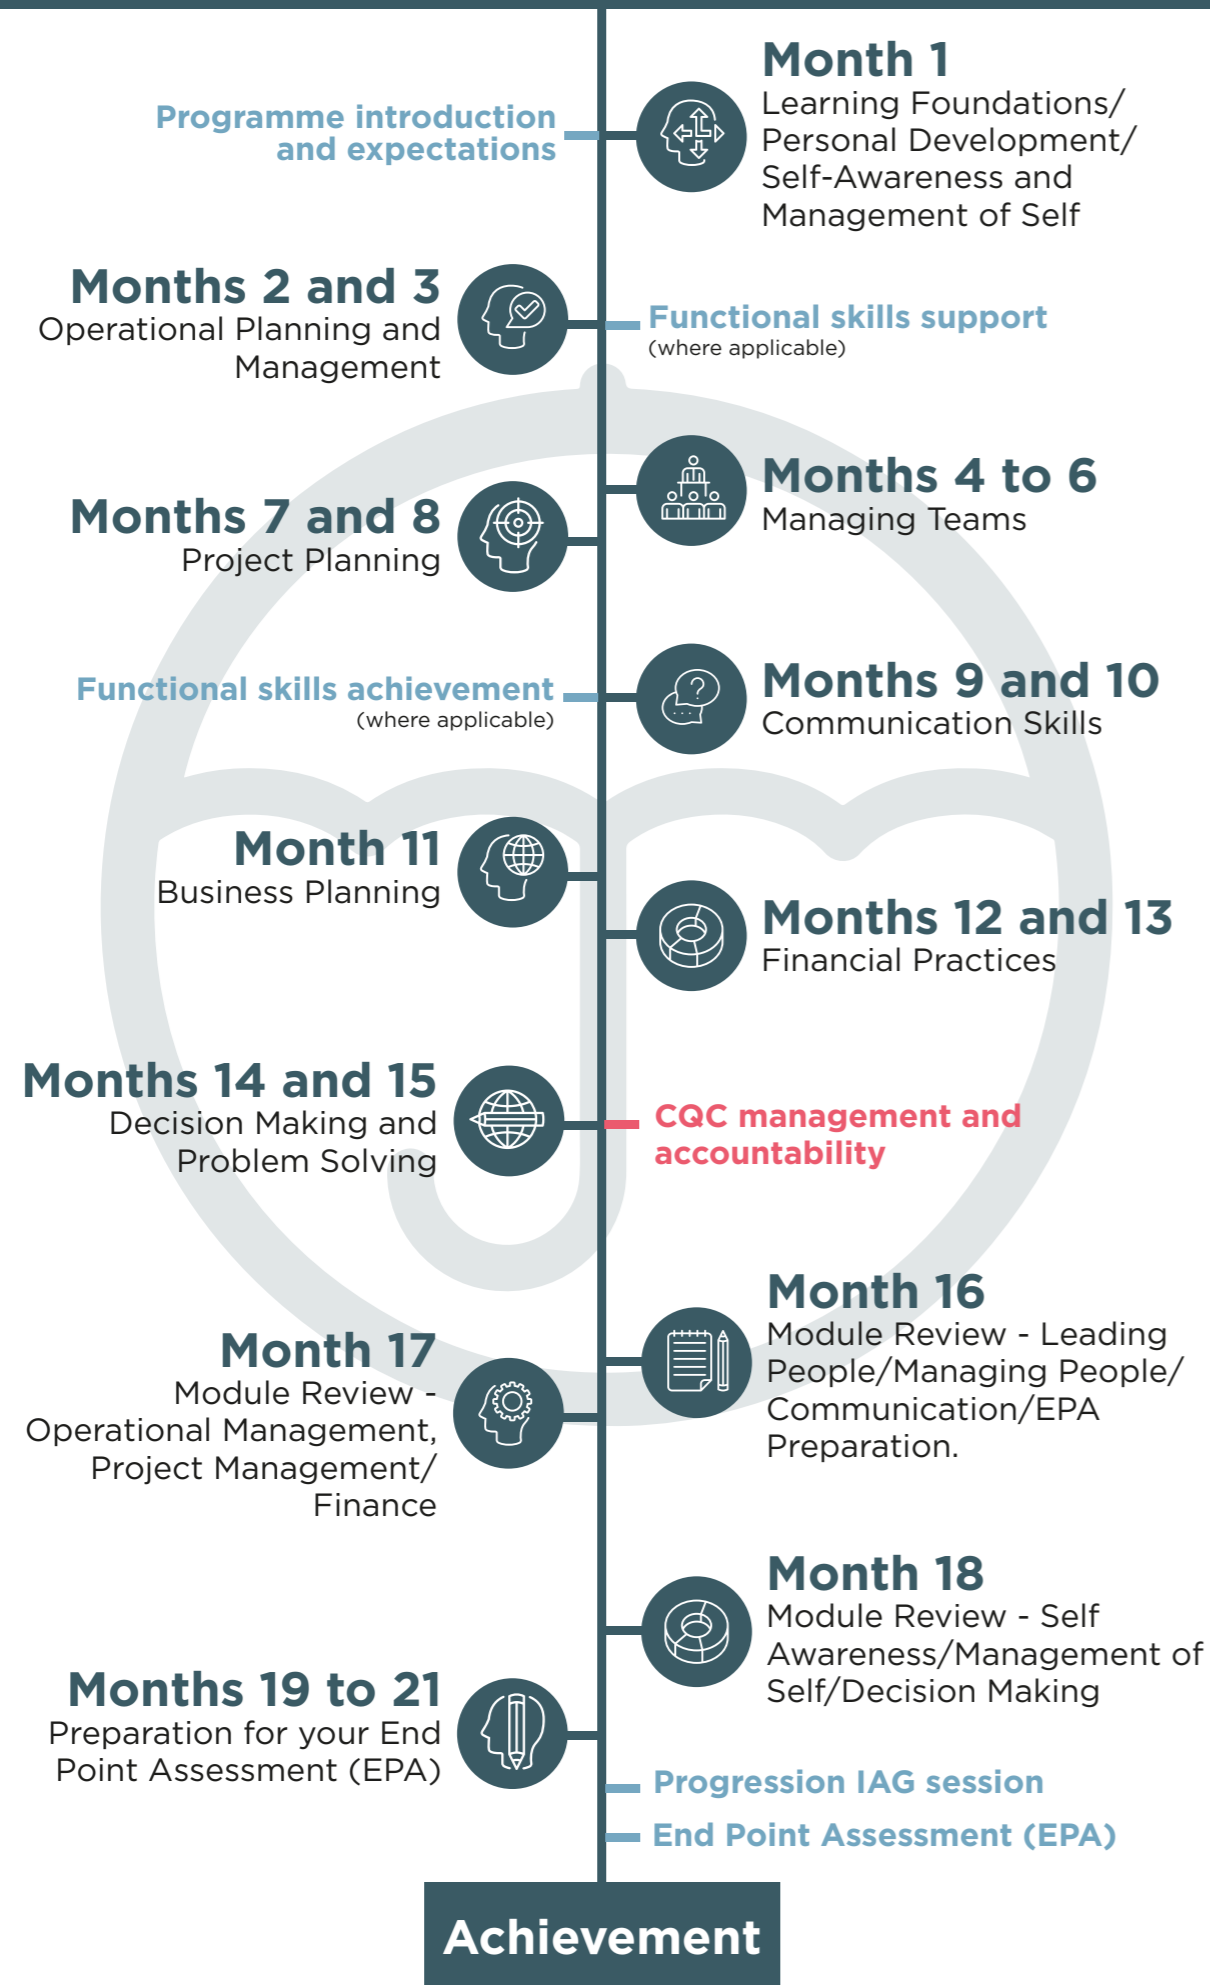 Month 1
Learning Foundations/
Personal Development/
Self-Awareness and
Management of Self
Programme introduction
and expectations
Months 2 and 3
Operational Planning and
Management
Functional skills support
(where applicable)
Months 4 to 6
Managing Teams
Months 7 and 8
Project Planning
Months 9 and 10
Communication Skills
Functional skills achievement
(where applicable)
Month 11
Business Planning
Months 12 and 13
Financial Practices
Months 14 and 15
Decision Making and
Problem Solving
CQC management and
accountability
Month 16
Module Review - Leading
People/Managing People/
Communication/EPA
Preparation.
Month 17
Module Review -
Operational Management,
Project Management/
Finance
Month 18
Module Review - Self
Awareness/Management of
Self/Decision Making
Months 19 to 21
Preparation for your End
Point Assessment (EPA)
Progression IAG session
End Point Assessment (EPA)
Achievement